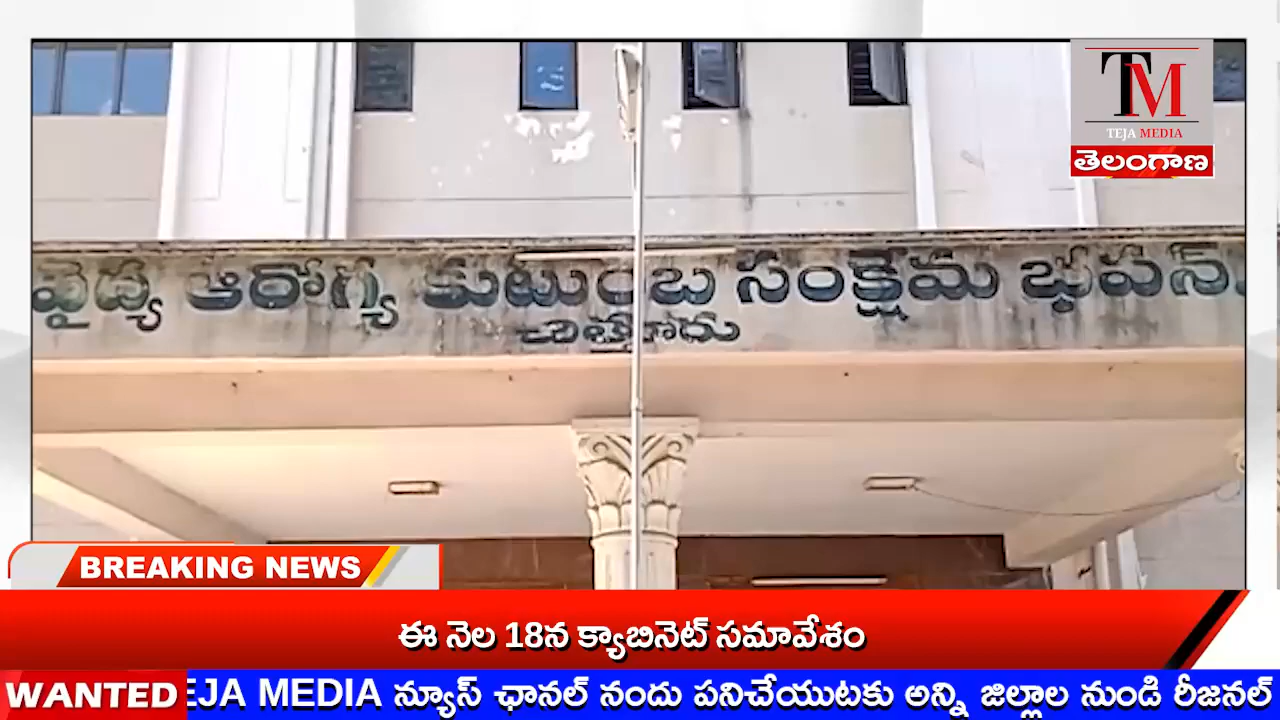 TM
TEJA MEDIA
తెలంగాణ
వైద్య ఆరోగ్య కుటుంబ సంక్షేమ భవన్
చిత్తూరు
BREAKING NEWS
ఈ నెల 18న క్యాబినెట్ సమావేశం
WANTED EJA MEDIA న్యూస్ ఛానల్ నందు పనిచేయుటకు అన్ని జిల్లాల నుండి రీజనల్